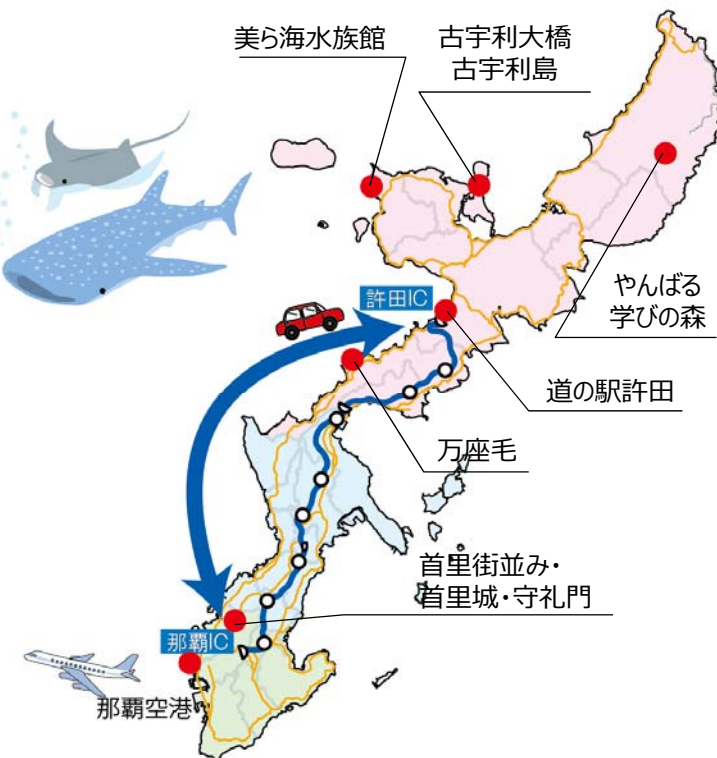 美ら海水族館
古宇利大橋
古宇利島
やんばる
学びの森
許田IC
道の駅許田
万座毛
首里街並み・
首里城・守礼門
那覇IC
那覇空港